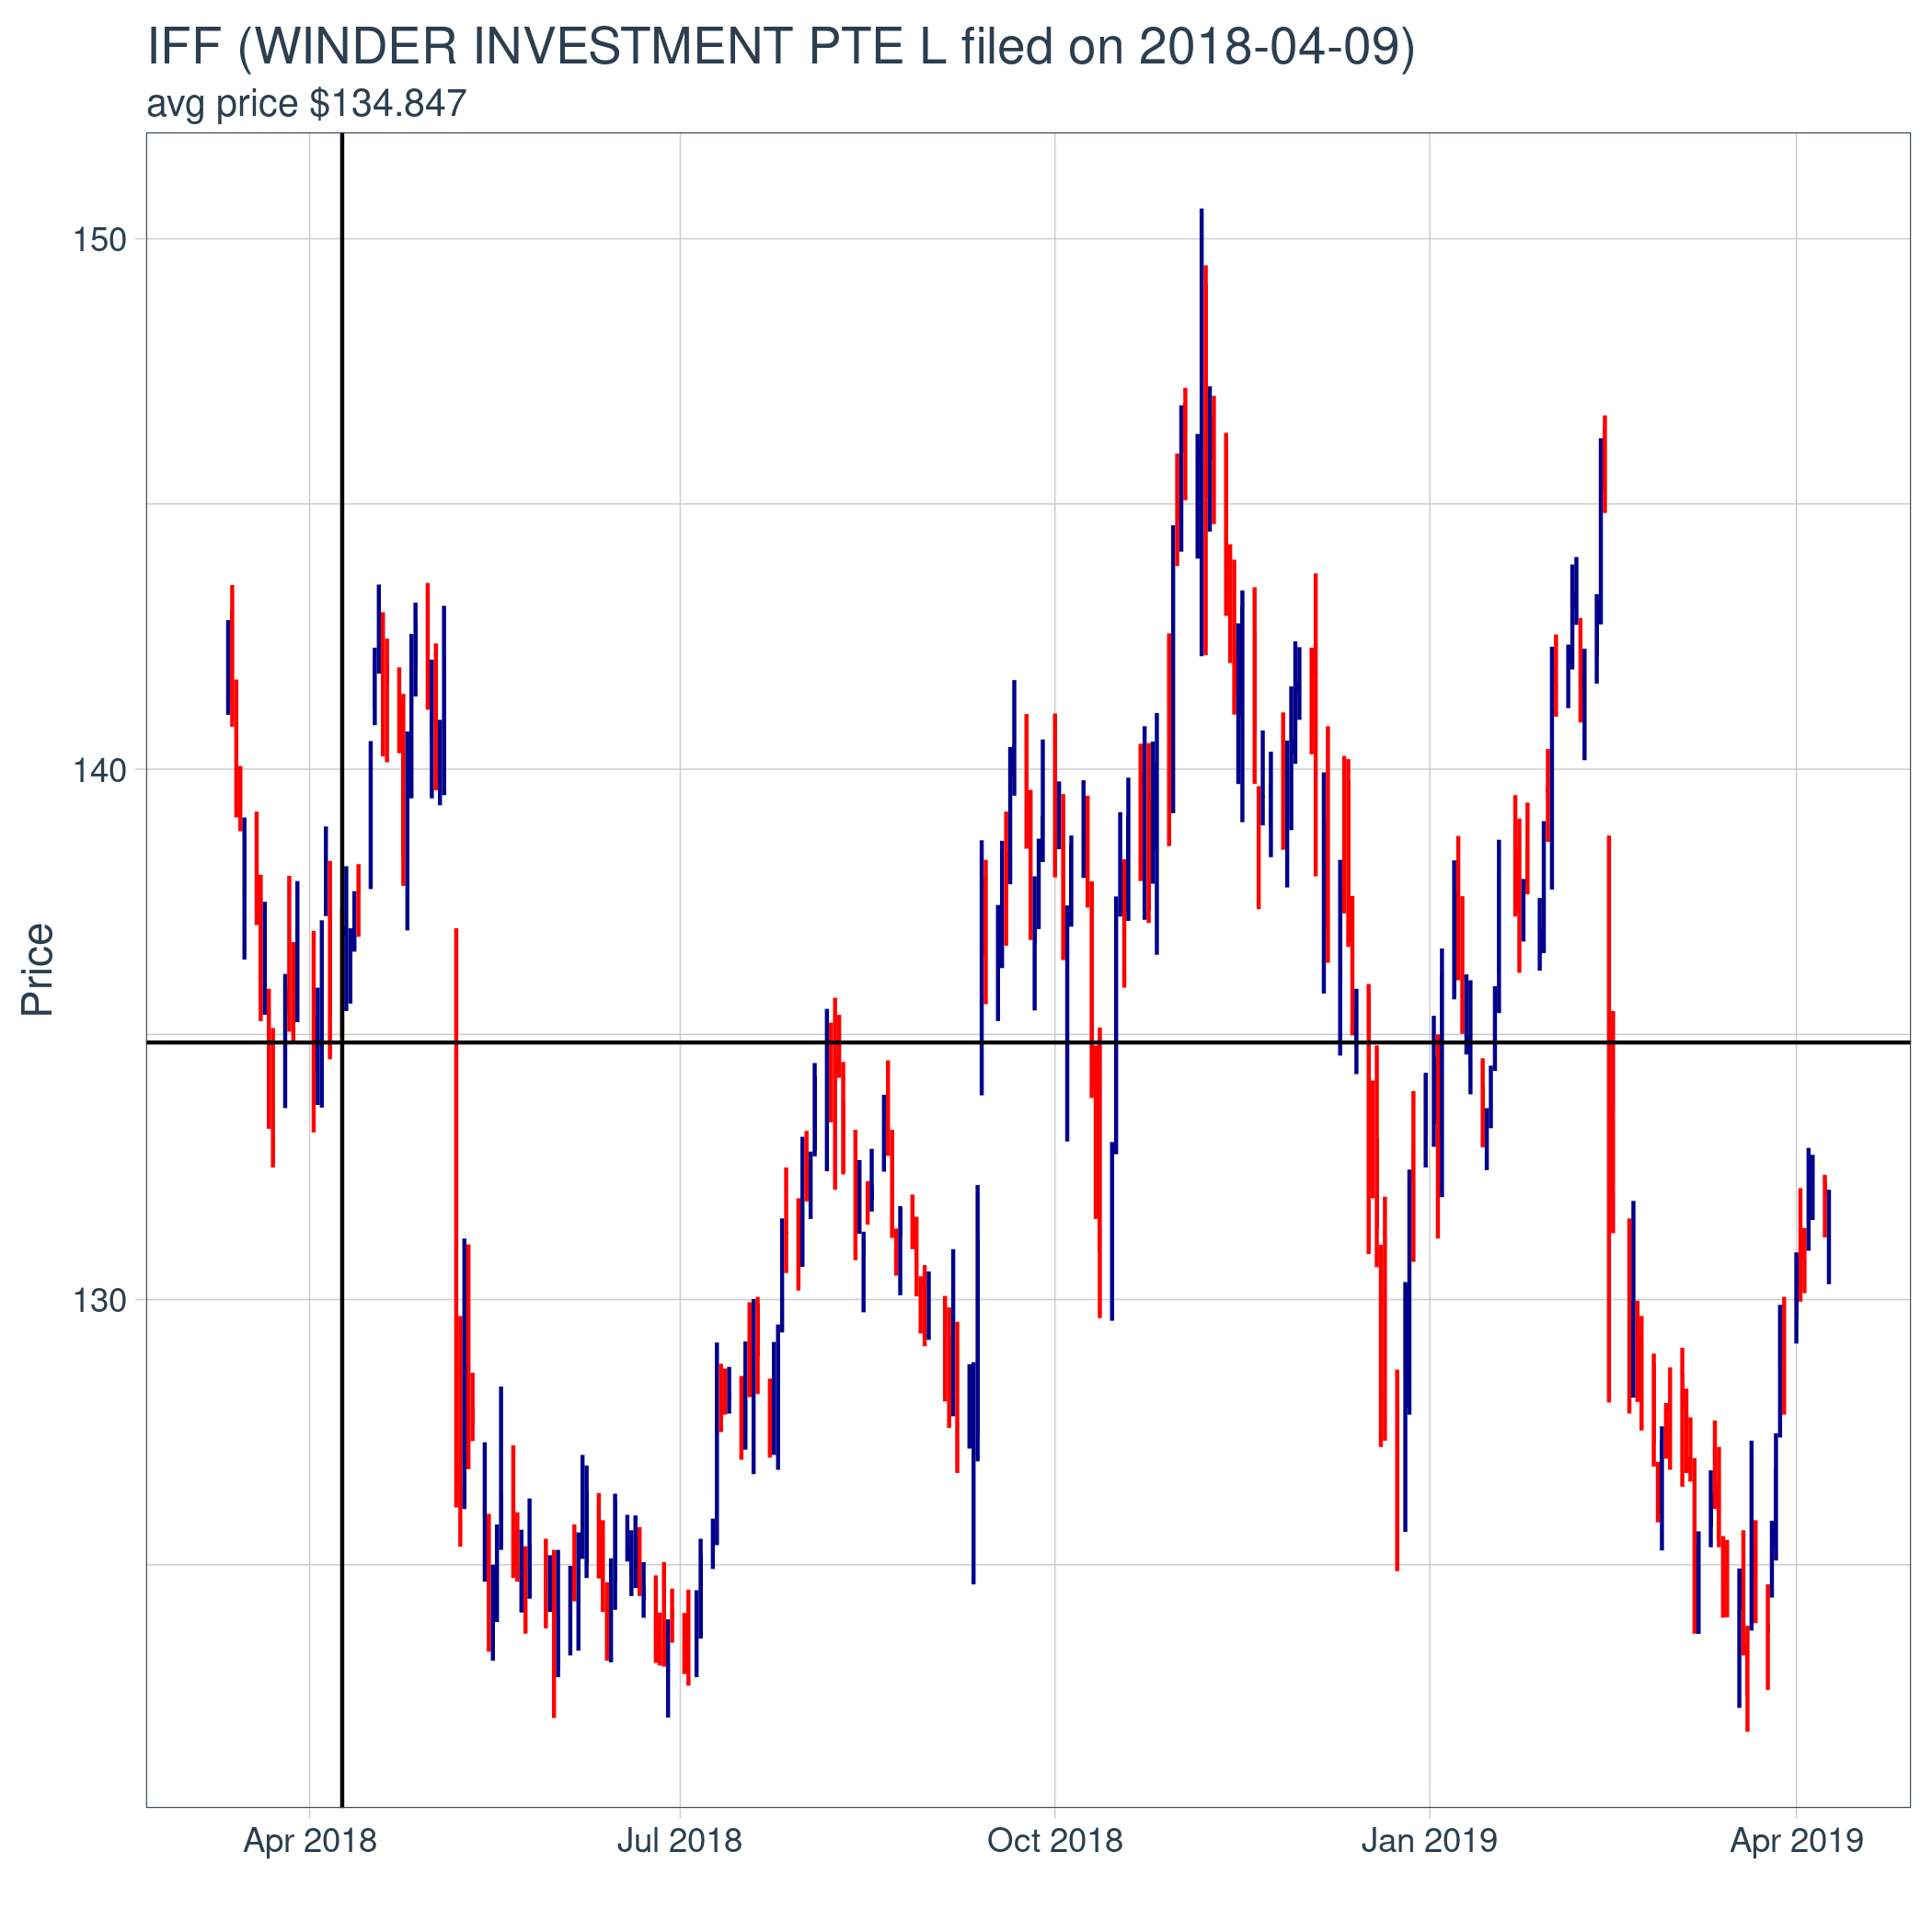 IFF (WINDER INVESTMENT PTE L filed on 2018-04-09)
avg price $134.847
150
140
130
Price
Apr 2018
Jul 2018
Oct 2018
Jan 2019
Apr 2019